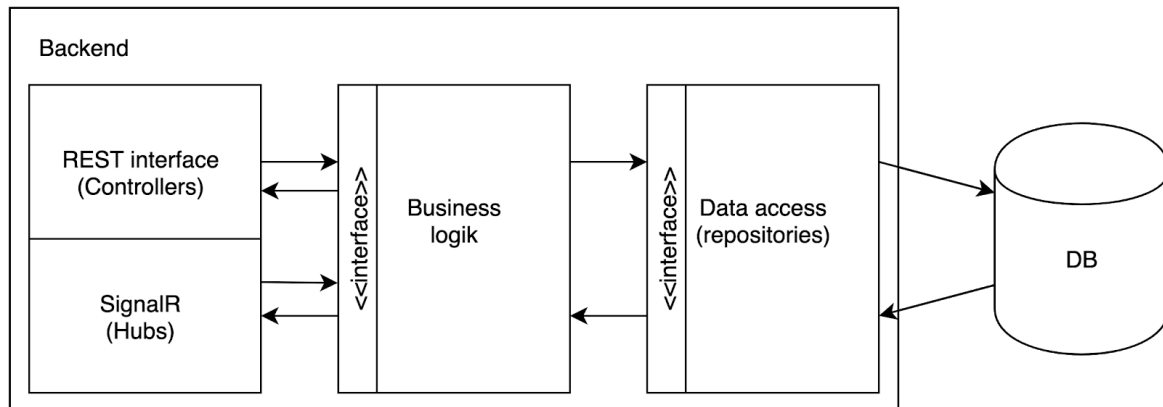 Backend
REST interface
(Controllers)
SignalR
(Hubs)
<<interface>>
Business
logik
<<interface>>
Data access
(repositories)
DB